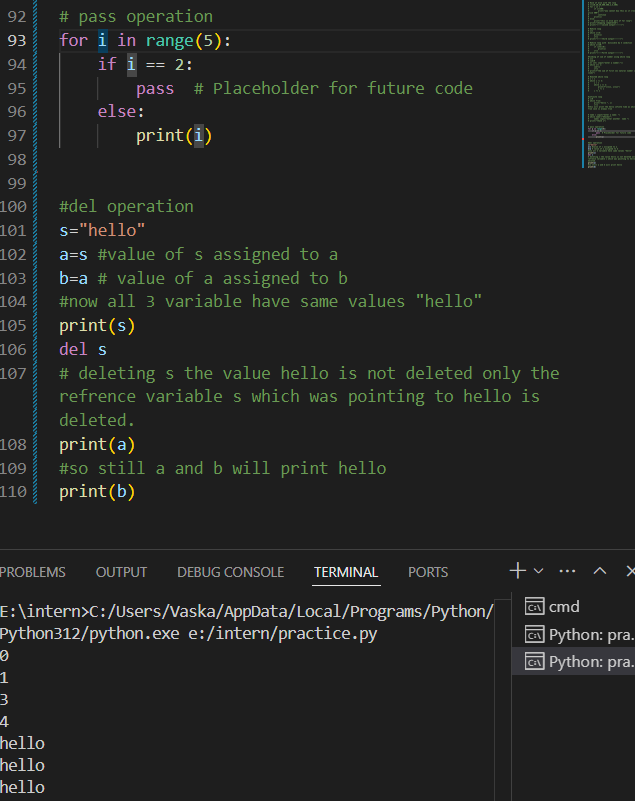 92 # pass operation
93 for i in range(5):
94 if i == 2:
95 pass # Placeholder for future code
96 else:
97 print(i)
98
99
100 #del operation
101 s="hello"
102 a=s #value of s assigned to a
103 b=a # value of a assigned to b
104 #now all 3 variable have same values "hello"
105 print(s)
106 del s
107 # deleting s the value hello is not deleted only the
refrence variable s which was pointing to hello is
deleted.
108 print(a)
109 #so still a and b will print hello
110 print(b)
PROBLEMS OUTPUT DEBUG CONSOLE TERMINAL PORTS
E:\intern>C:/Users/Vaska/AppData/Local/Programs/Python/
Python312/python.exe e:/intern/practice.py
0
1
3
4
hello
hello
hello
cmd
Python: pra...
Python: pra...